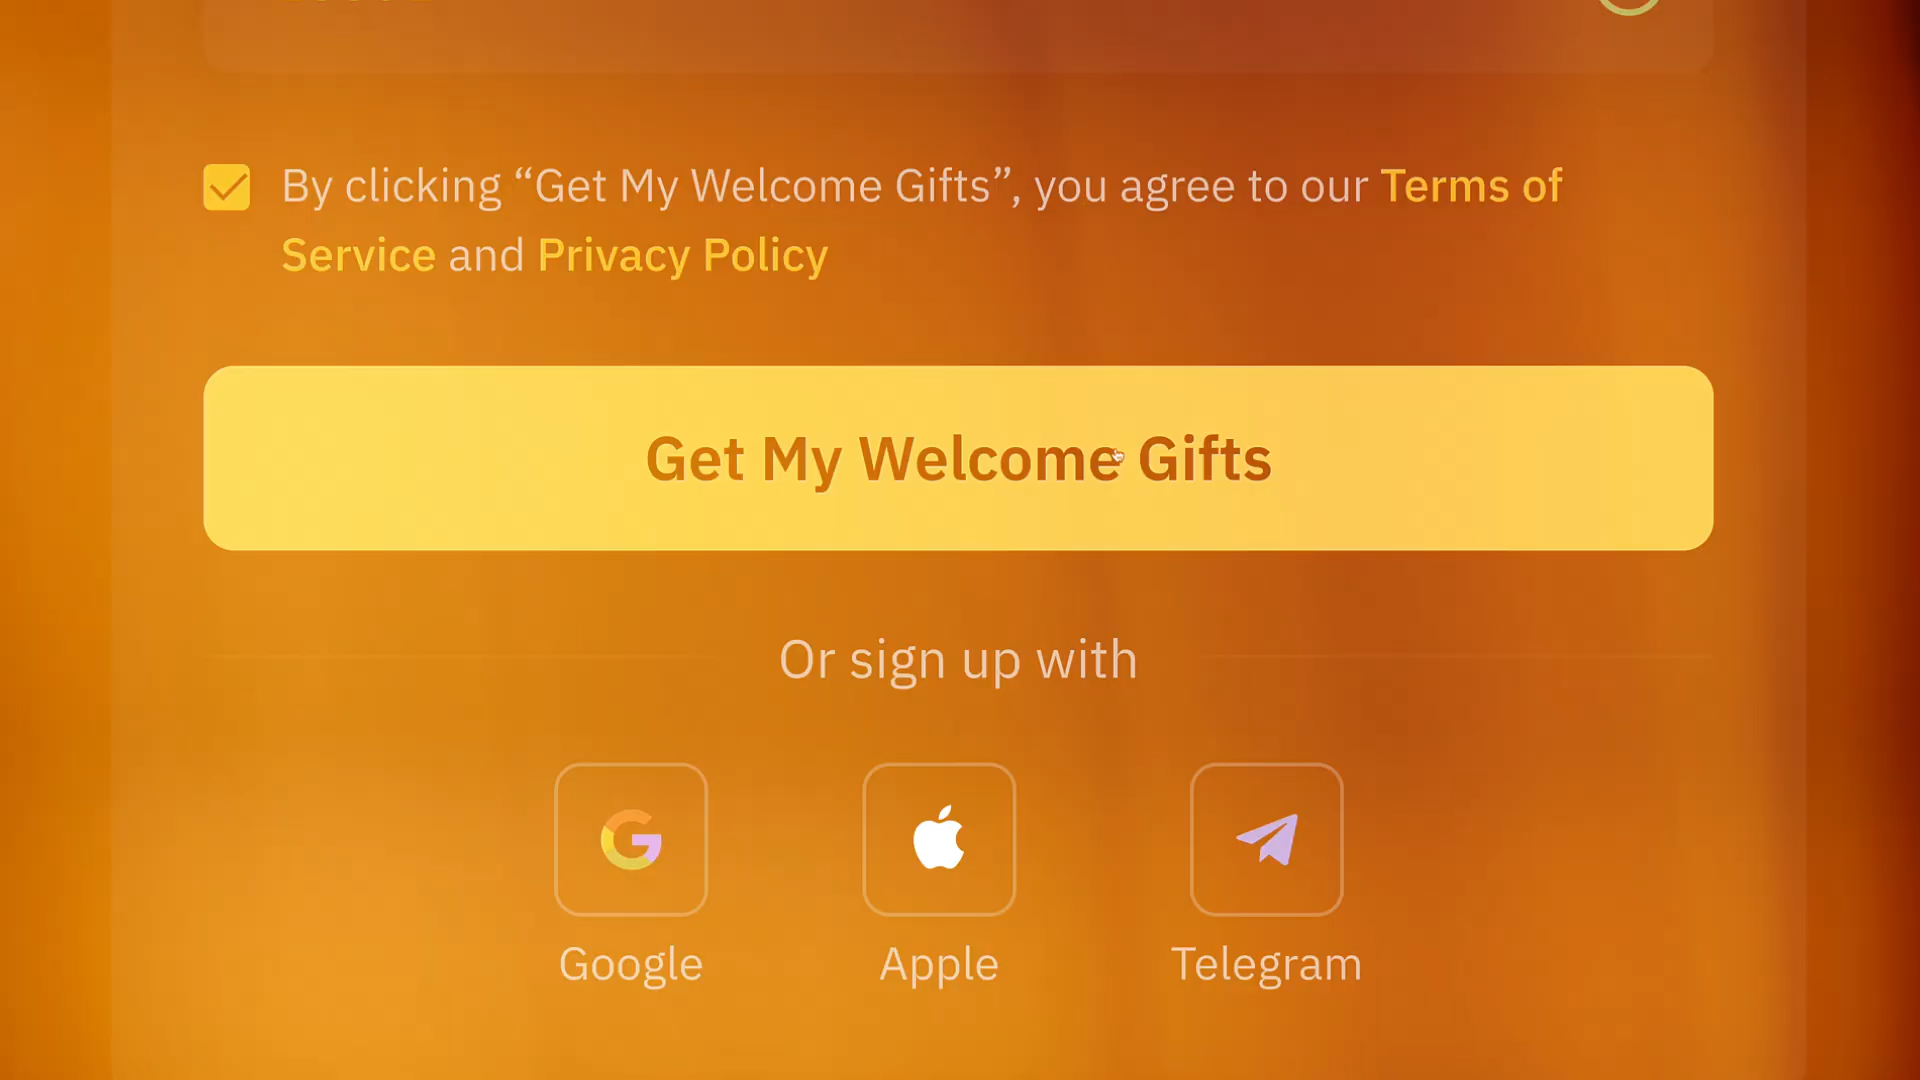 By clicking “Get My Welcome Gifts”, you agree to our Terms of
Service and Privacy Policy
Get My Welcome Gifts
Or sign up with
Google
Apple
Telegram